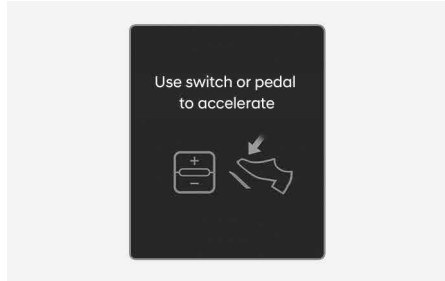 Use switch or pedal
to accelerate
+
−